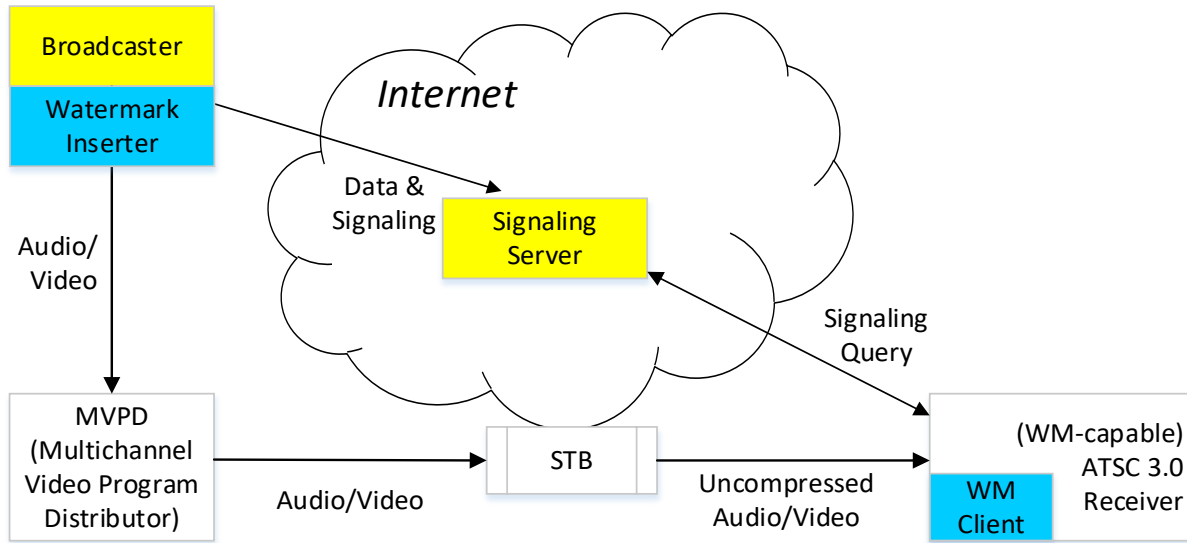 Broadcaster
Watermark
Inserter
Internet
Data &
Signaling
Signaling
Server
Audio/
Video
Signaling
Query
MVPD
(Multichannel
Video Program
Distributor)
Audio/Video
STB
Uncompressed
Audio/Video
(WM-capable)
ATSC 3.0
Receiver
WM
Client